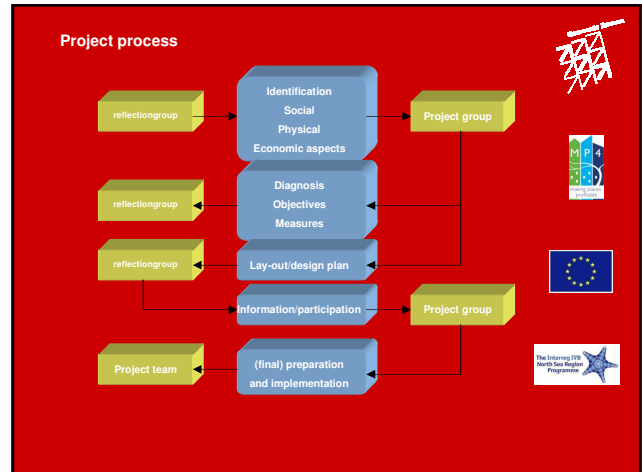 Project process
Identification
Social
Physical
Economic aspects
reflectiongroup
Project group
Diagnosis
Objectives
Measures
reflectiongroup
reflectiongroup
Lay-out/design plan
Information/participation
Project group
Project team
(final) preparation
and implementation
MP4
making places
profitable
The Interreg IVB
North Sea Region
Programme